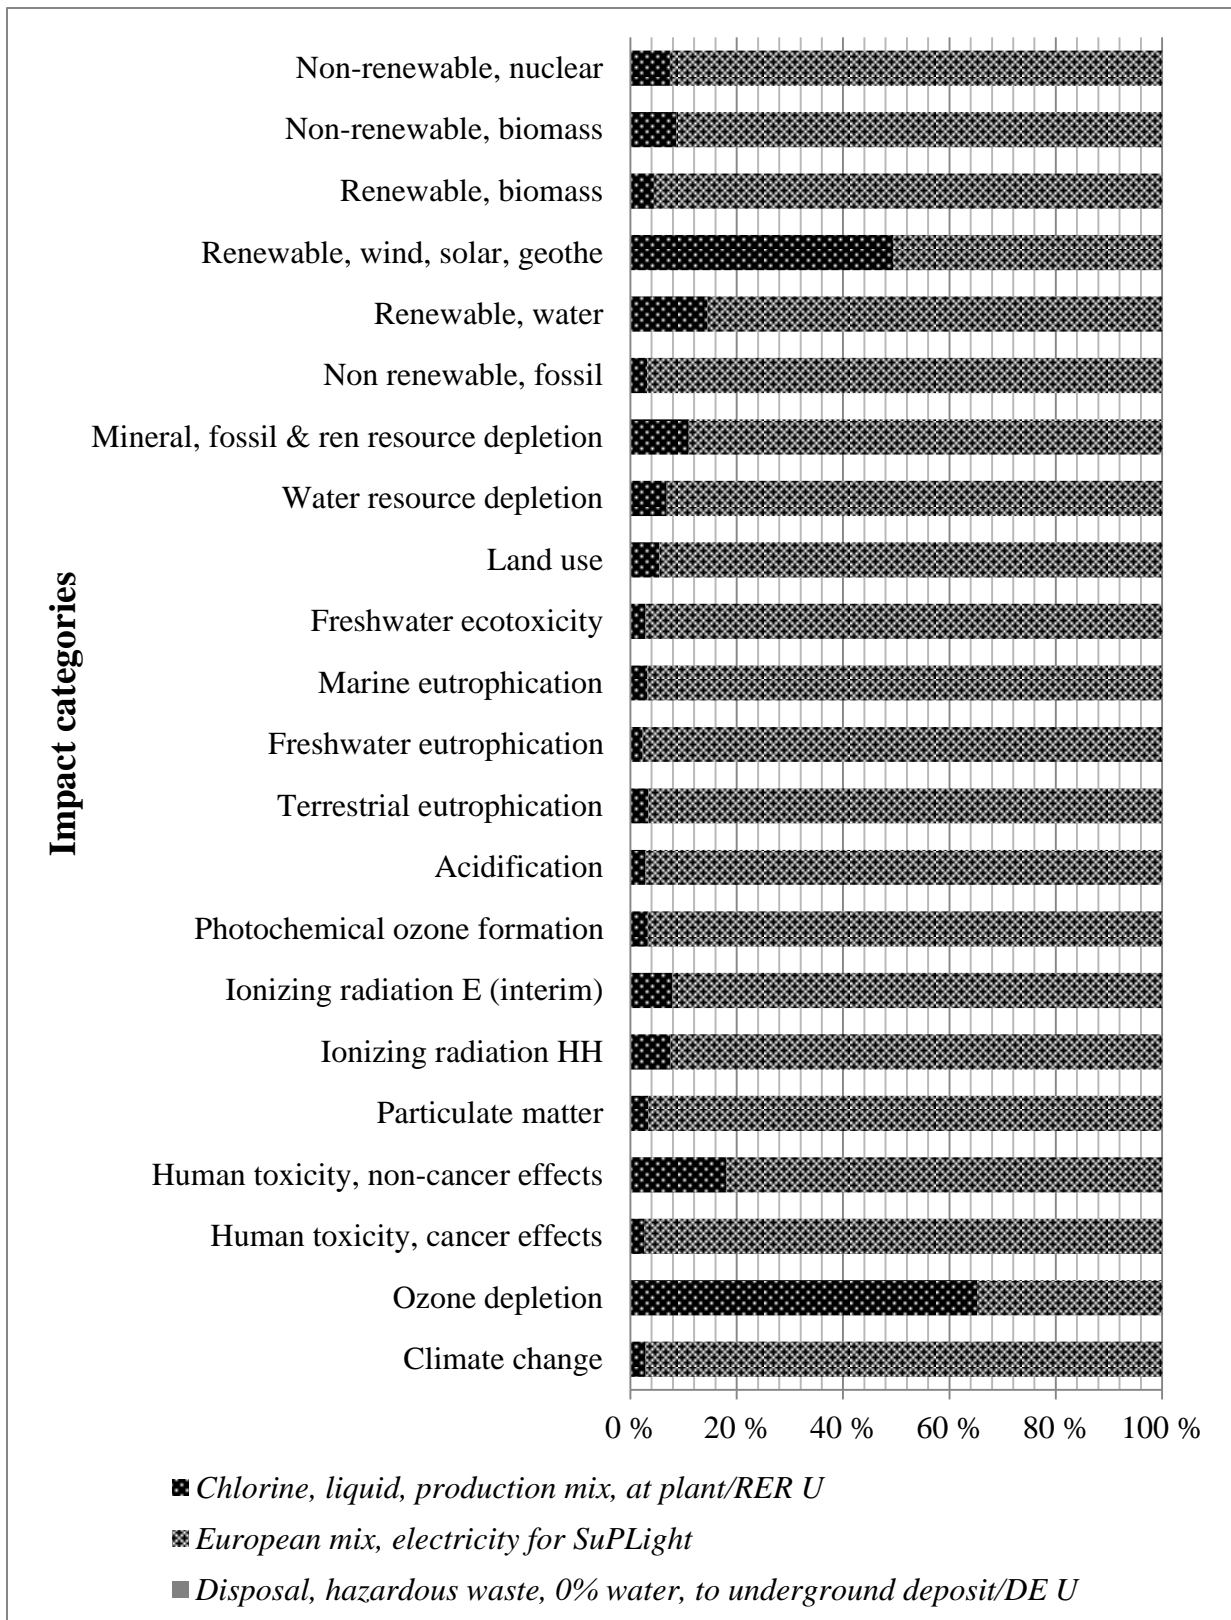 Non-renewable, nuclear
Non-renewable, biomass
Renewable, biomass
Renewable, wind, solar, geothe
Renewable, water
Non renewable, fossil
Mineral, fossil & ren resource depletion
Water resource depletion
Land use
Freshwater ecotoxicity
Marine eutrophication
Freshwater eutrophication
Terrestrial eutrophication
Acidification
Photochemical ozone formation
Ionizing radiation E (interim)
Ionizing radiation HH
Particulate matter
Human toxicity, non-cancer effects
Human toxicity, cancer effects
Ozone depletion
Climate change
Impact categories
0 % 20 % 40 % 60 % 80 % 100 %
Chlorine, liquid, production mix, at plant/RER U
European mix, electricity for SuPLight
Disposal, hazardous waste, 0% water, to underground deposit/DE U